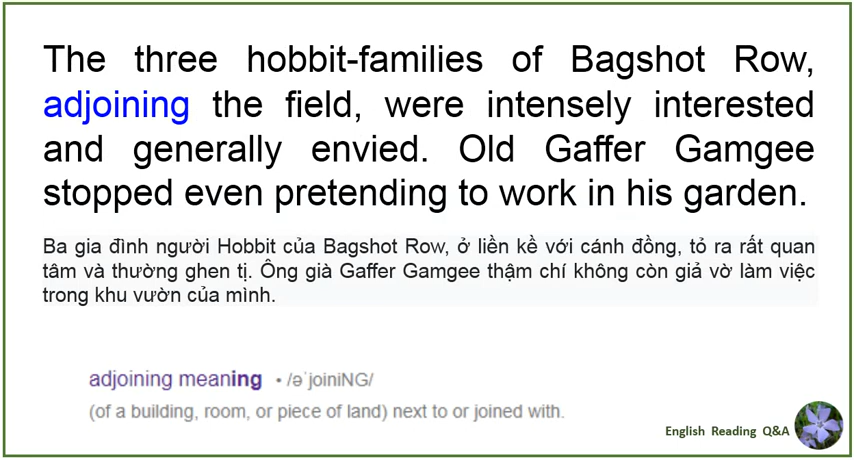 The three hobbit-families of Bagshot Row,
adjoining the field, were intensely interested
and generally envied. Old Gaffer Gamgee
stopped even pretending to work in his garden.
Ba gia đình người Hobbit của Bagshot Row, ở liền kề với cánh đồng, tỏ ra rất quan
tâm và thường ghen tị. Ông già Gaffer Gamgee thậm chí không còn giả vờ làm việc
trong khu vườn của mình.
adjoining meaning • /əˈjoiniNG/
(of a building, room, or piece of land) next to or joined with.
English Reading Q&A